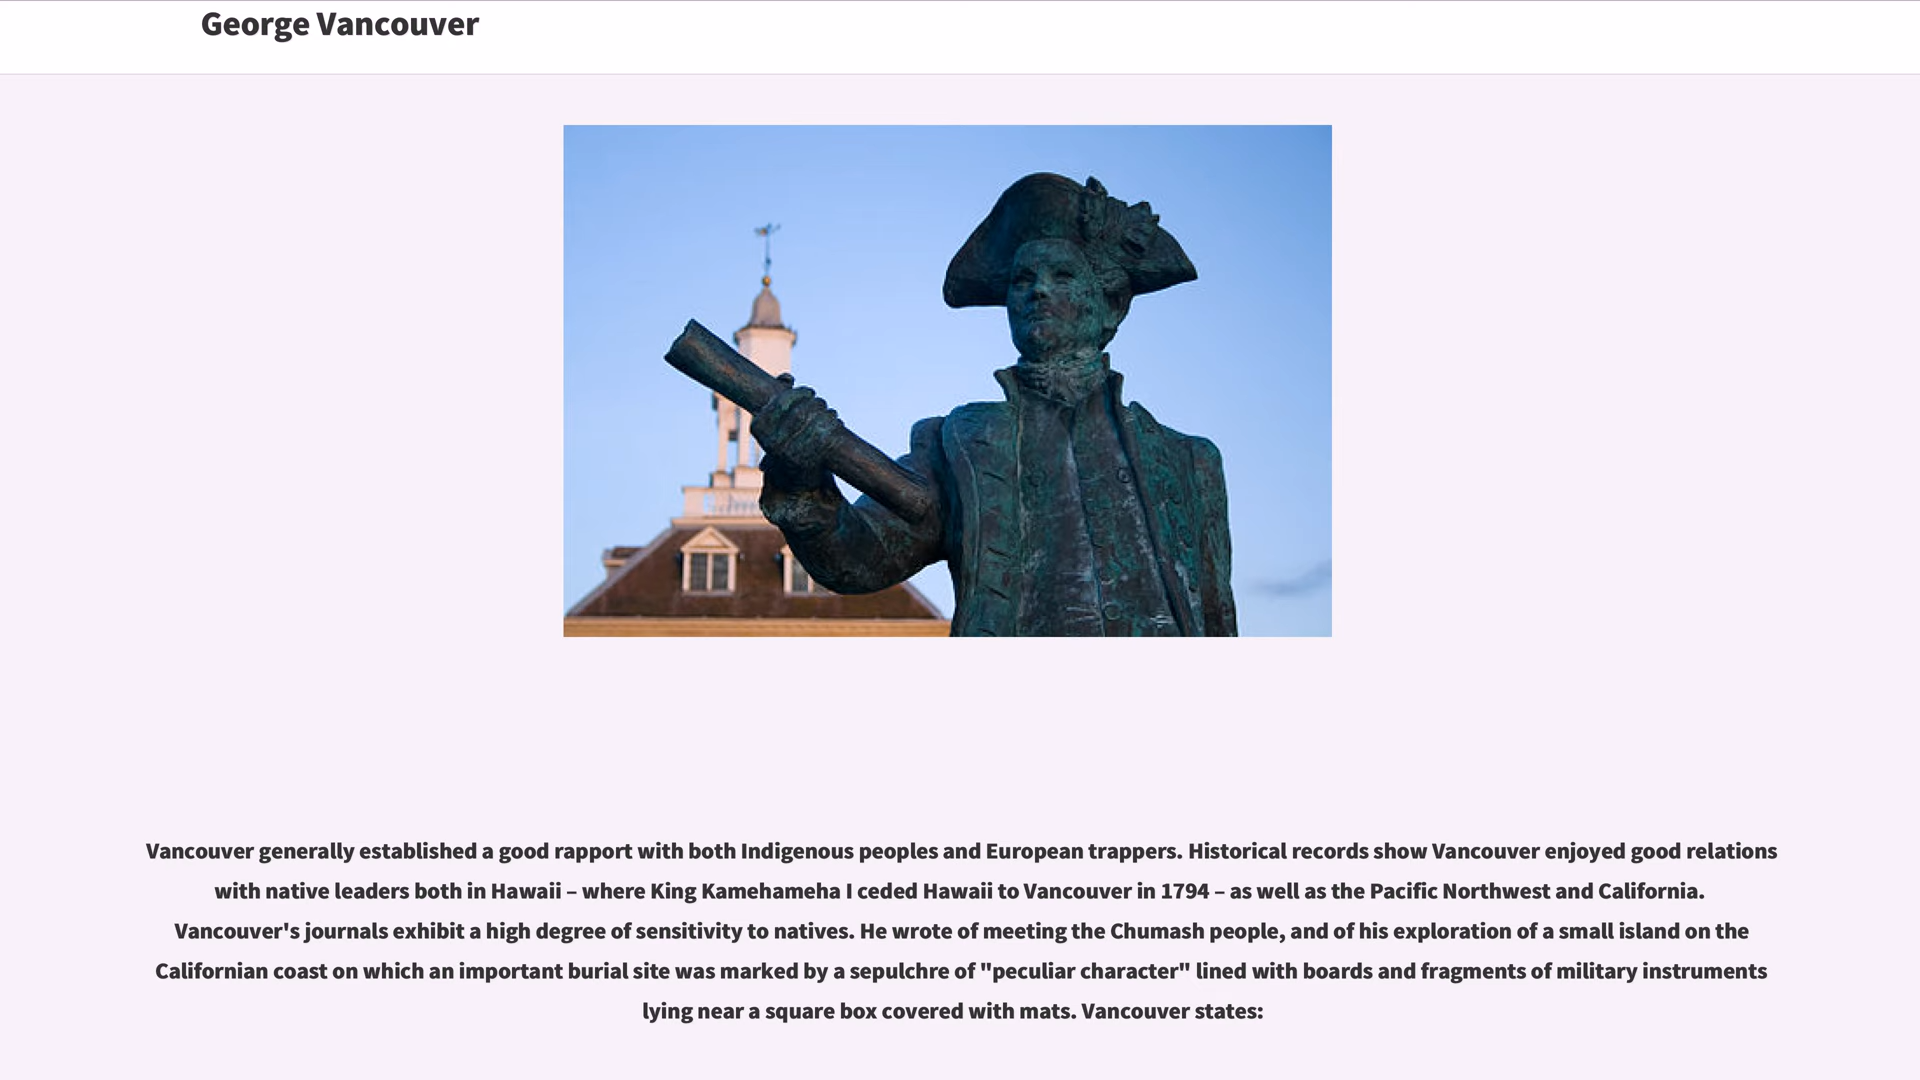 George Vancouver
Vancouver generally established a good rapport with both Indigenous peoples and European trappers. Historical records show Vancouver enjoyed good relations
with native leaders both in Hawaii – where King Kamehameha I ceded Hawaii to Vancouver in 1794 – as well as the Pacific Northwest and California.
Vancouver's journals exhibit a high degree of sensitivity to natives. He wrote of meeting the Chumash people, and of his exploration of a small island on the
Californian coast on which an important burial site was marked by a sepulchre of "peculiar character" lined with boards and fragments of military instruments
lying near a square box covered with mats. Vancouver states: